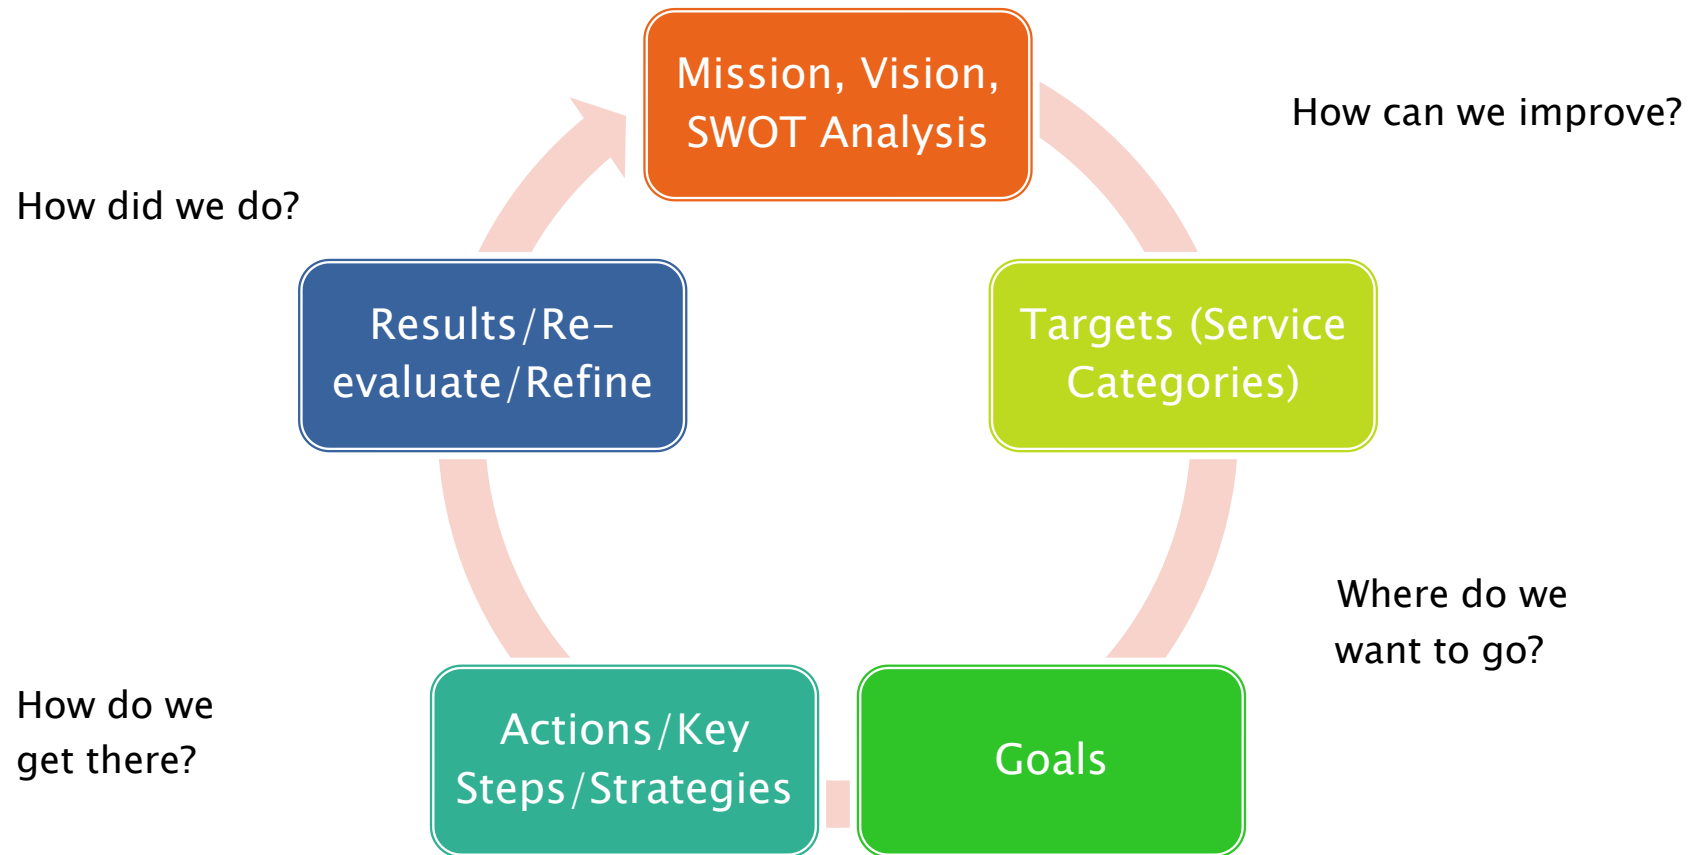 Mission, Vision,
SWOT Analysis
How can we improve?
How did we do?
Results/Re-
evaluate/Refine
Targets (Service
Categories)
Where do we
want to go?
How do we
get there?
Actions/Key
Steps/Strategies
Goals